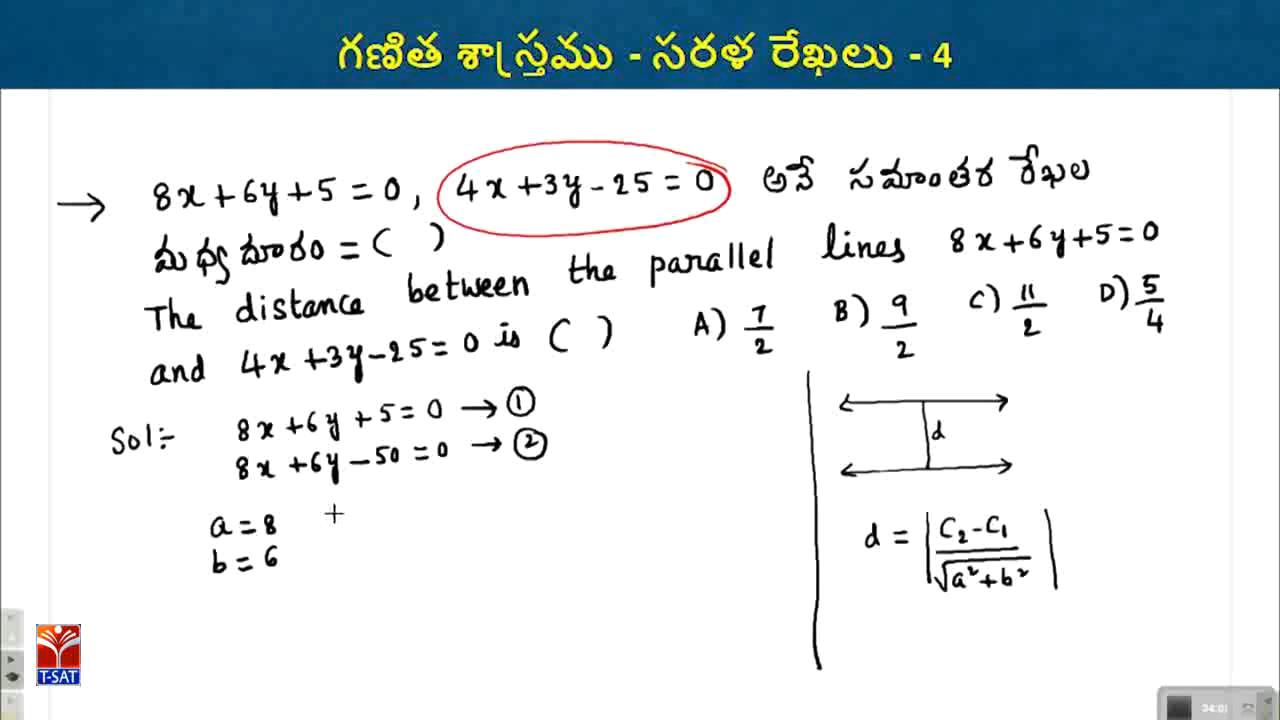 గణిత శాస్త్రము - సరళ రేఖలు - 4
→ 8x+6y+5=0, 4x+3y-25=0 అనే సమాంతర రేఖల
మధ్య దూరం = ( )
The distance between the parallel lines 8x+6y+5=0
and 4x+3y-25=0 is ( ) A) 7/2 B) 9/2 C) 11/2 D) 5/4
Sol:- 8x+6y+5=0 → ①
8x+6y-50=0 → ②
a=8
b=6
d
d = |C₂-C₁/√a²+b²|
T-SAT
34:01